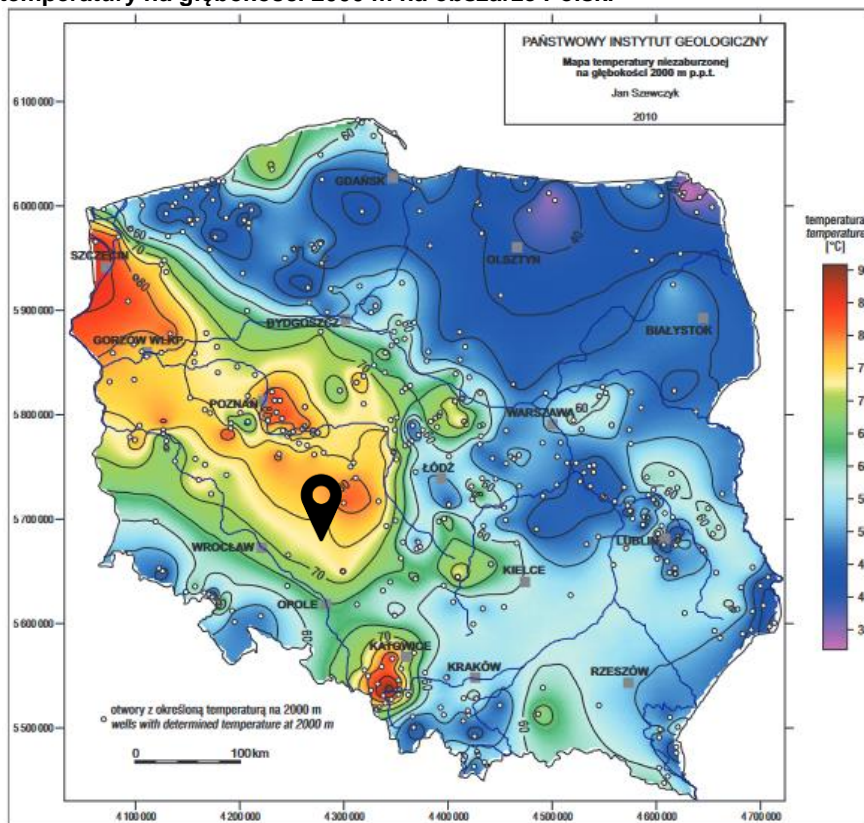 temperatury na głębokości 2000 m na obszarze Polski
PAŃSTWOWY INSTYTUT GEOLOGICZNY
Mapa temperatury niezaburzonej
na głębokości 2000 m p.p.t.
Jan Szewczyk
2010
6 100 000
6 000 000
5 900 000
5 800 000
5 700 000
5 600 000
5 500 000
GDAŃSK
OLSZTYN
SZCZECIN
BYDGOSZCZ
BIAŁYSTOK
GORZÓW WLKP.
POZNAŃ
WARSZAWA
ŁÓDŹ
WROCŁAW
LUBLIN
KIELCE
OPOLE
KATOWICE
KRAKÓW
RZESZÓW
temperatura
temperature
[°C]
otwory z określoną temperaturą na 2000 m
wells with determined temperature at 2000 m
0 100 km
4 100 000 4 200 000 4 300 000 4 400 000 4 500 000 4 600 000 4 700 000